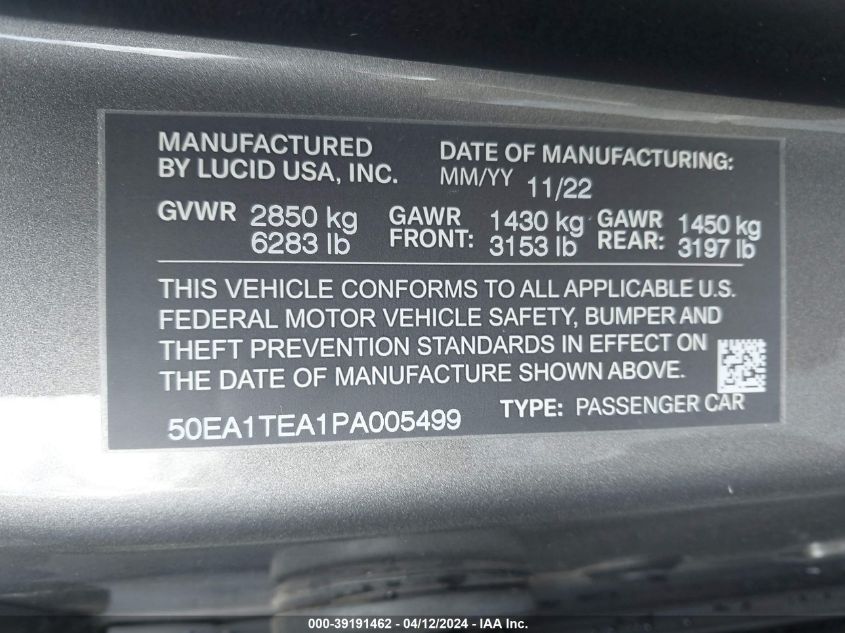 MANUFACTURED
BY LUCID USA, INC.
DATE OF MANUFACTURING:
MM/YY 11/22
GVWR 2850 kg
6283 lb
GAWR
FRONT: 1430 kg
3153 lb
GAWR
REAR: 1450 kg
3197 lb
THIS VEHICLE CONFORMS TO ALL APPLICABLE U.S.
FEDERAL MOTOR VEHICLE SAFETY, BUMPER AND
THEFT PREVENTION STANDARDS IN EFFECT ON
THE DATE OF MANUFACTURE SHOWN ABOVE.
50EA1TEA1PA005499
TYPE: PASSENGER CAR
000-39191462 - 04/12/2024 - IAA Inc.